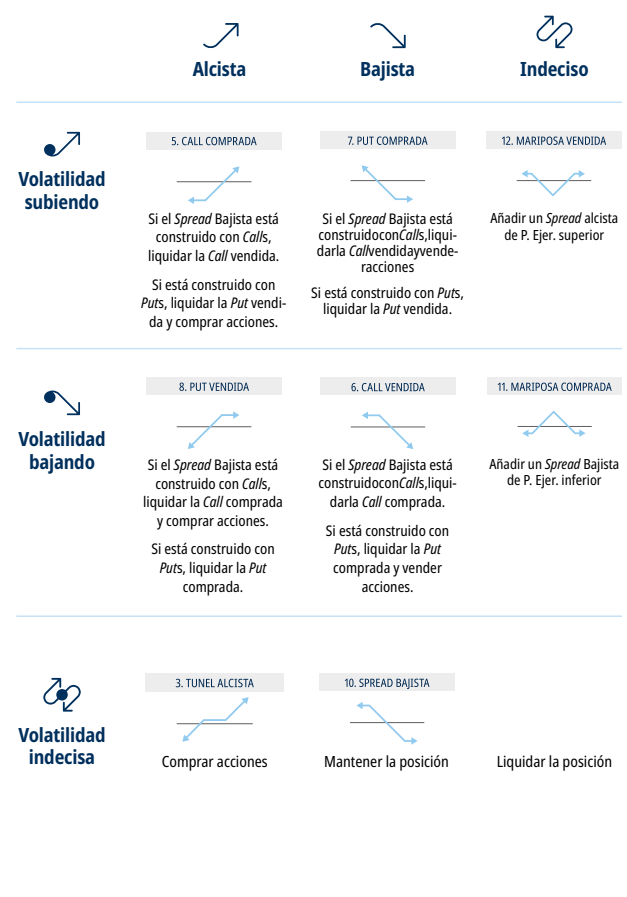 Alcista
Bajista
Indeciso
Volatilidad
subiendo
5. CALL COMPRADA
Si el Spread Bajista está
construido con Calls,
liquidar la Call vendida.
Si está construido con
Puts, liquidar la Put vendi-
da y comprar acciones.
7. PUT COMPRADA
Si el Spread Bajista está
construidoconCalls,liqui-
darla Callvendidayvende-
racciones
Si está construido con Puts,
liquidar la Put vendida.
12. MARIPOSA VENDIDA
Añadir un Spread alcista
de P. Ejer. superior
Volatilidad
bajando
8. PUT VENDIDA
Si el Spread Bajista está
construido con Calls,
liquidar la Call comprada
y comprar acciones.
Si está construido con
Puts, liquidar la Put
comprada.
6. CALL VENDIDA
Si el Spread Bajista está
construidoconCalls,liqui-
darla Call comprada.
Si está construido con
Puts, liquidar la Put
comprada y vender
acciones.
11. MARIPOSA COMPRADA
Añadir un Spread Bajista
de P. Ejer. inferior
Volatilidad
indecisa
3. TUNEL ALCISTA
Comprar acciones
10. SPREAD BAJISTA
Mantener la posición
Liquidar la posición